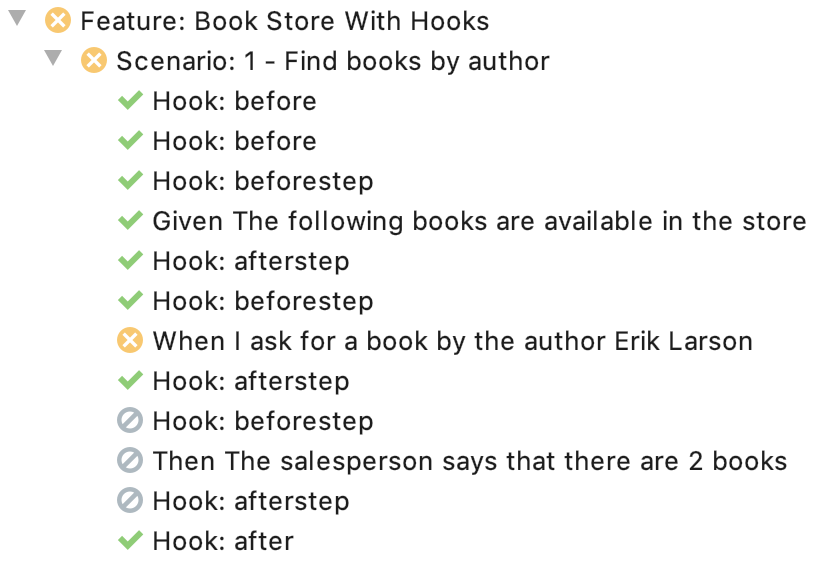 Feature: Book Store With Hooks
Scenario: 1 - Find books by author
Hook: before
Hook: before
Hook: beforestep
Given The following books are available in the store
Hook: afterstep
Hook: beforestep
When I ask for a book by the author Erik Larson
Hook: afterstep
Hook: beforestep
Then The salesperson says that there are 2 books
Hook: afterstep
Hook: after